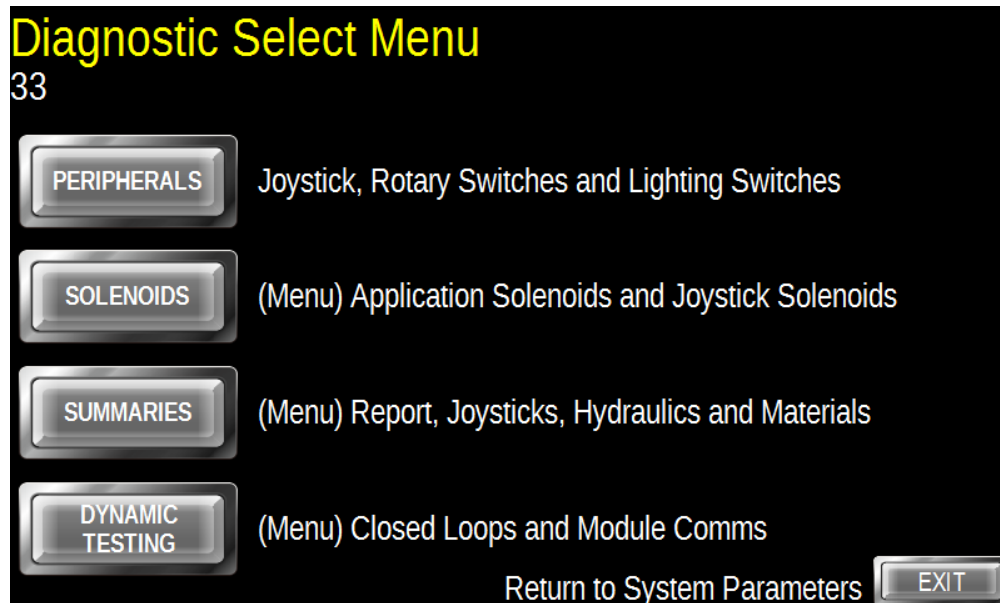 Diagnostic Select Menu
33
PERIPHERALS Joystick, Rotary Switches and Lighting Switches
SOLENOIDS (Menu) Application Solenoids and Joystick Solenoids
SUMMARIES (Menu) Report, Joysticks, Hydraulics and Materials
DYNAMIC
TESTING
(Menu) Closed Loops and Module Comms
Return to System Parameters EXIT